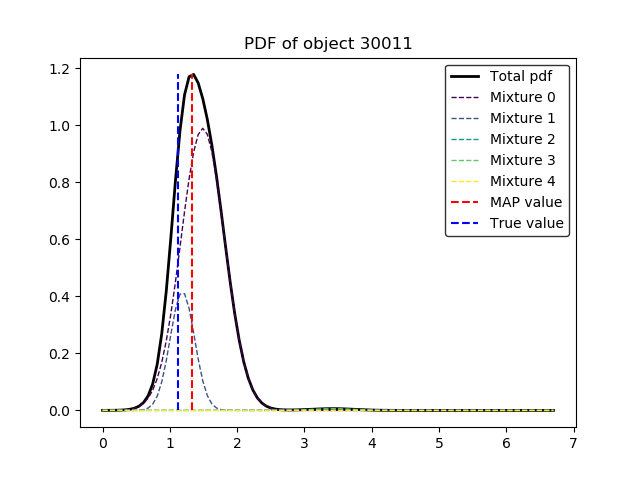 PDF of object 30011
1.2
1.0
0.8
0.6
0.4
0.2
0.0
0 1 2 3 4 5 6 7
Total pdf
Mixture 0
Mixture 1
Mixture 2
Mixture 3
Mixture 4
MAP value
True value